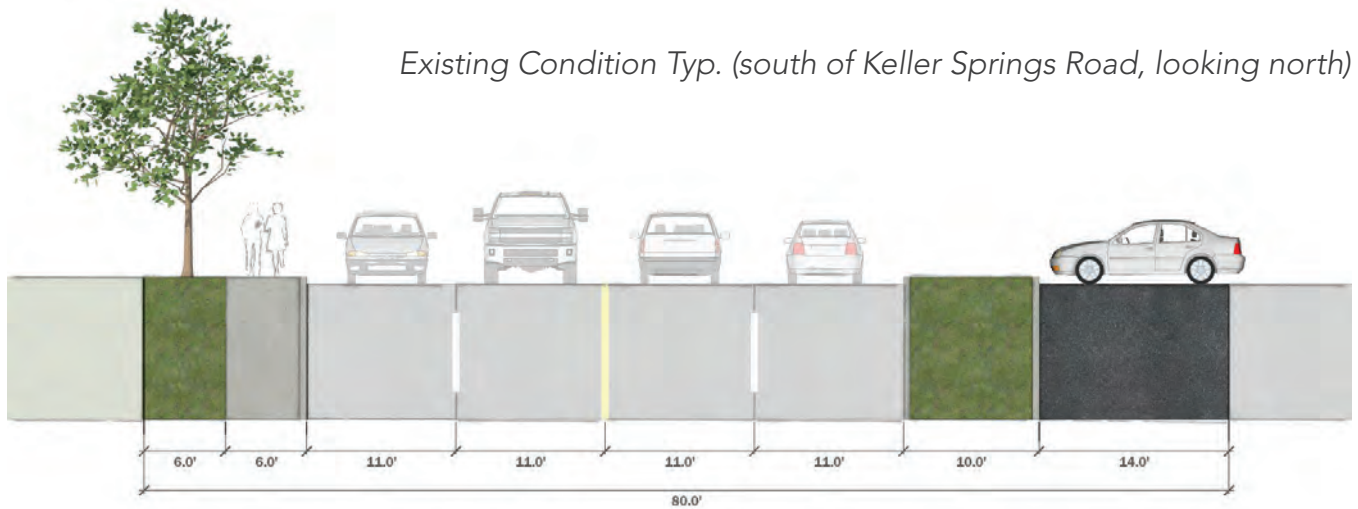 Existing Condition Typ. (south of Keller Springs Road, looking north)
6.0' 6.0' 11.0' 11.0' 11.0' 11.0' 10.0' 14.0'
80.0'